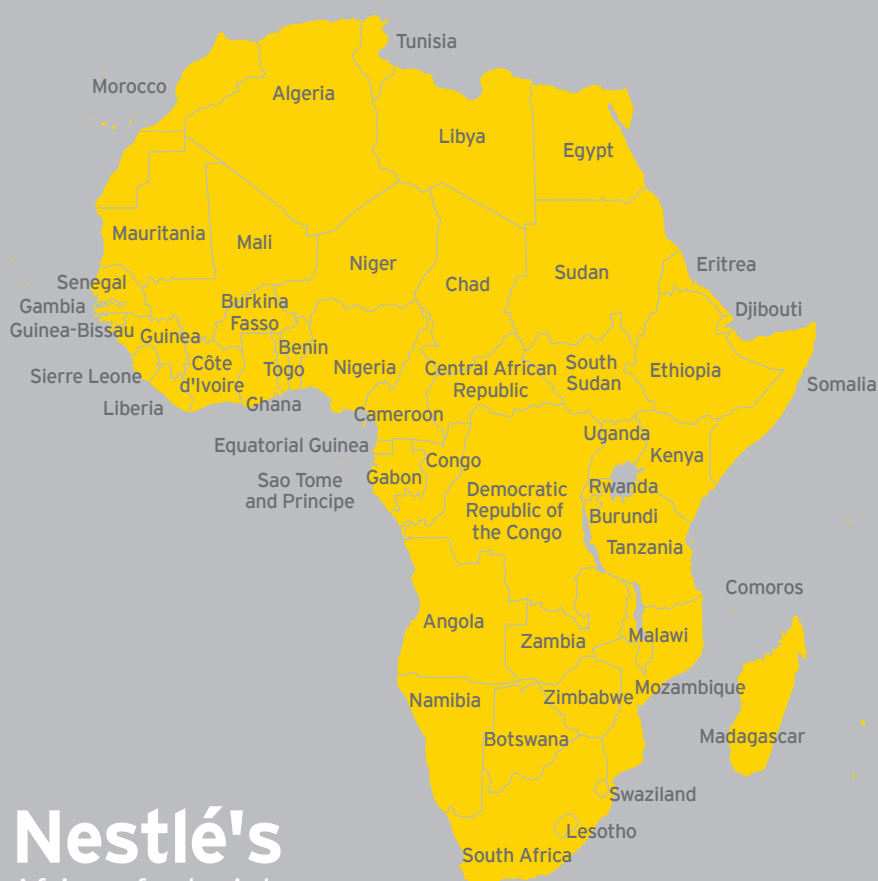 Tunisia
Morocco
Algeria
Libya
Egypt
Mauritania
Mali
Niger
Chad
Sudan
Eritrea
Senegal
Gambia
Guinea-Bissau
Guinea
Burkina
Fasso
Djibouti
Benin
Togo
Côte
d'Ivoire
Nigeria
Central African
Republic
South
Sudan
Ethiopia
Somalia
Sierre Leone
Liberia
Ghana
Cameroon
Equatorial Guinea
Uganda
Kenya
Congo
Gabon
Sao Tome
and Principe
Democratic
Republic of
the Congo
Rwanda
Burundi
Tanzania
Comoros
Angola
Zambia
Malawi
Mozambique
Namibia
Zimbabwe
Botswana
Madagascar
Swaziland
Lesotho
South Africa
Nestlé's